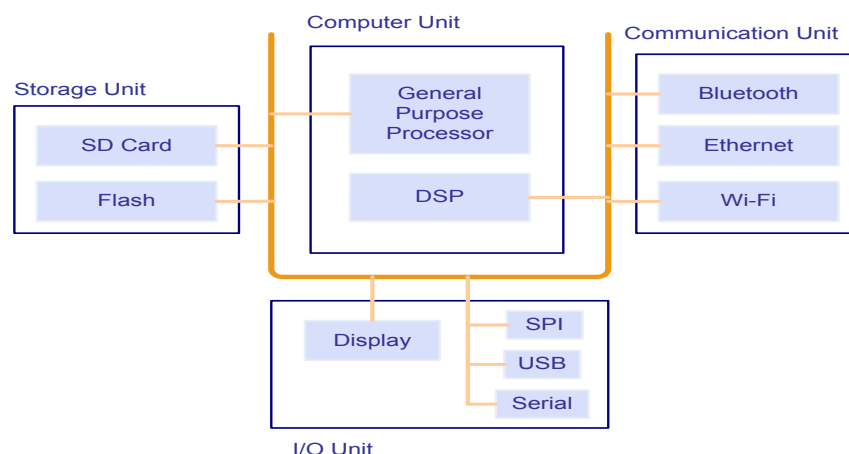 Computer Unit
Communication Unit
Storage Unit
General
Purpose
Processor
DSP
SD Card
Flash
Bluetooth
Ethernet
Wi-Fi
Display
SPI
USB
Serial
I/O Unit